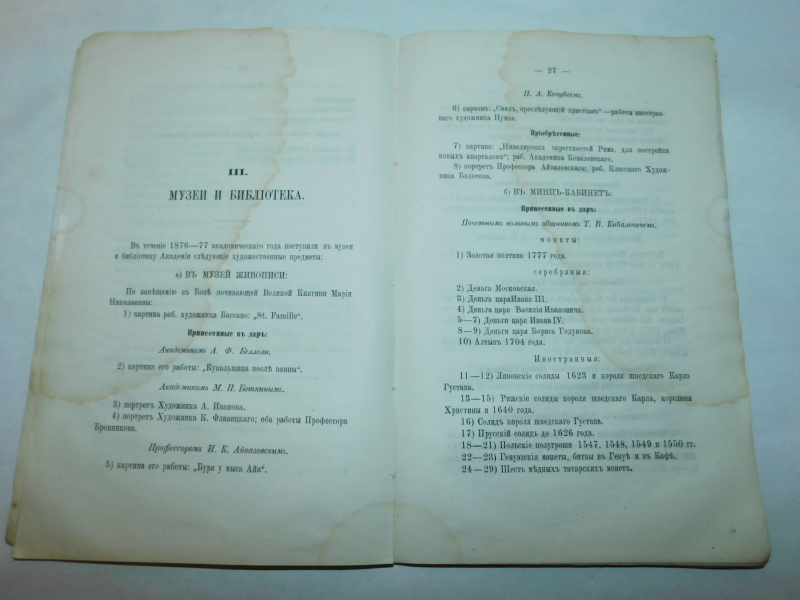 III.
МУЗЕИ И БИБЛІОТЕКА.
Въ теченіе 1876—77 академическаго года поступили въ музеи
и библіотеку Академіи слѣдующіе художественные предметы:
а) ВЪ МУЗЕЙ ЖИВОПИСИ:
По завѣщанію въ Бозѣ почивающей Великой Княгини Маріи
Николаевны:
1) картина раб. художника Бассано: „St. Famille“.
Принесенные въ даръ:
Академикомъ А. Ф. Беллоли.
2) картина его работы: „Купальщица послѣ ванны“.
Академикомъ М. П. Боткинымъ.
3) портретъ Художника А. Иванова.
4) портретъ Художника К. Флавицкаго; оба работы Профессора
Бронникова.
Профессоромъ И. К. Айвазовскимъ.
5) картина его работы: „Буря у мыса Айя“.
— 27 —
П. А. Кочубеемъ.
6) картонъ: „Савлъ, преслѣдующій христіанъ“—работы иностран-
наго художника
Пріобрѣтенные:
7) картина: „Нивелировка окрестностей Рима, для постройки
новыхъ кварталовъ“; раб. Академика Ковалевскаго.
8) портретъ Профессора Айвазовскаго; раб. Класснаго Худож-
ника Болотова.
б) ВЪ МИНЦЪ-КАБИНЕТЪ:
Принесенные въ даръ:
Почетнымъ вольнымъ общникомъ Т. В. Кибальчичемъ.
МОНЕТЫ:
1) Золотая полтина 1777 года.
серебряныя:
2) Деньга Московская.
3) Деньга царя Ивана III.
4) Деньга царя Василія Ивановича.
5—7) Деньги царя Ивана IV.
8—9) Деньги царя Бориса Годунова.
10) Алтынъ 1704 года.
Иностранныя:
11—12) Ливонскіе солиды 1623 и короля шведскаго Карла
Густава.
13—15) Рижскіе солиды короля шведскаго Карла, королевы
Христины и 1640 года.
16) Солидъ короля шведскаго Густава.
17) Прусскій солидъ до 1626 года.
18—21) Польскіе полугроши 1547, 1548, 1549 и 1550 гг.
22—23) Генуэзскія монеты, битвы въ Генуѣ и въ Кафѣ.
24—29) Шесть мѣдныхъ татарскихъ монетъ.